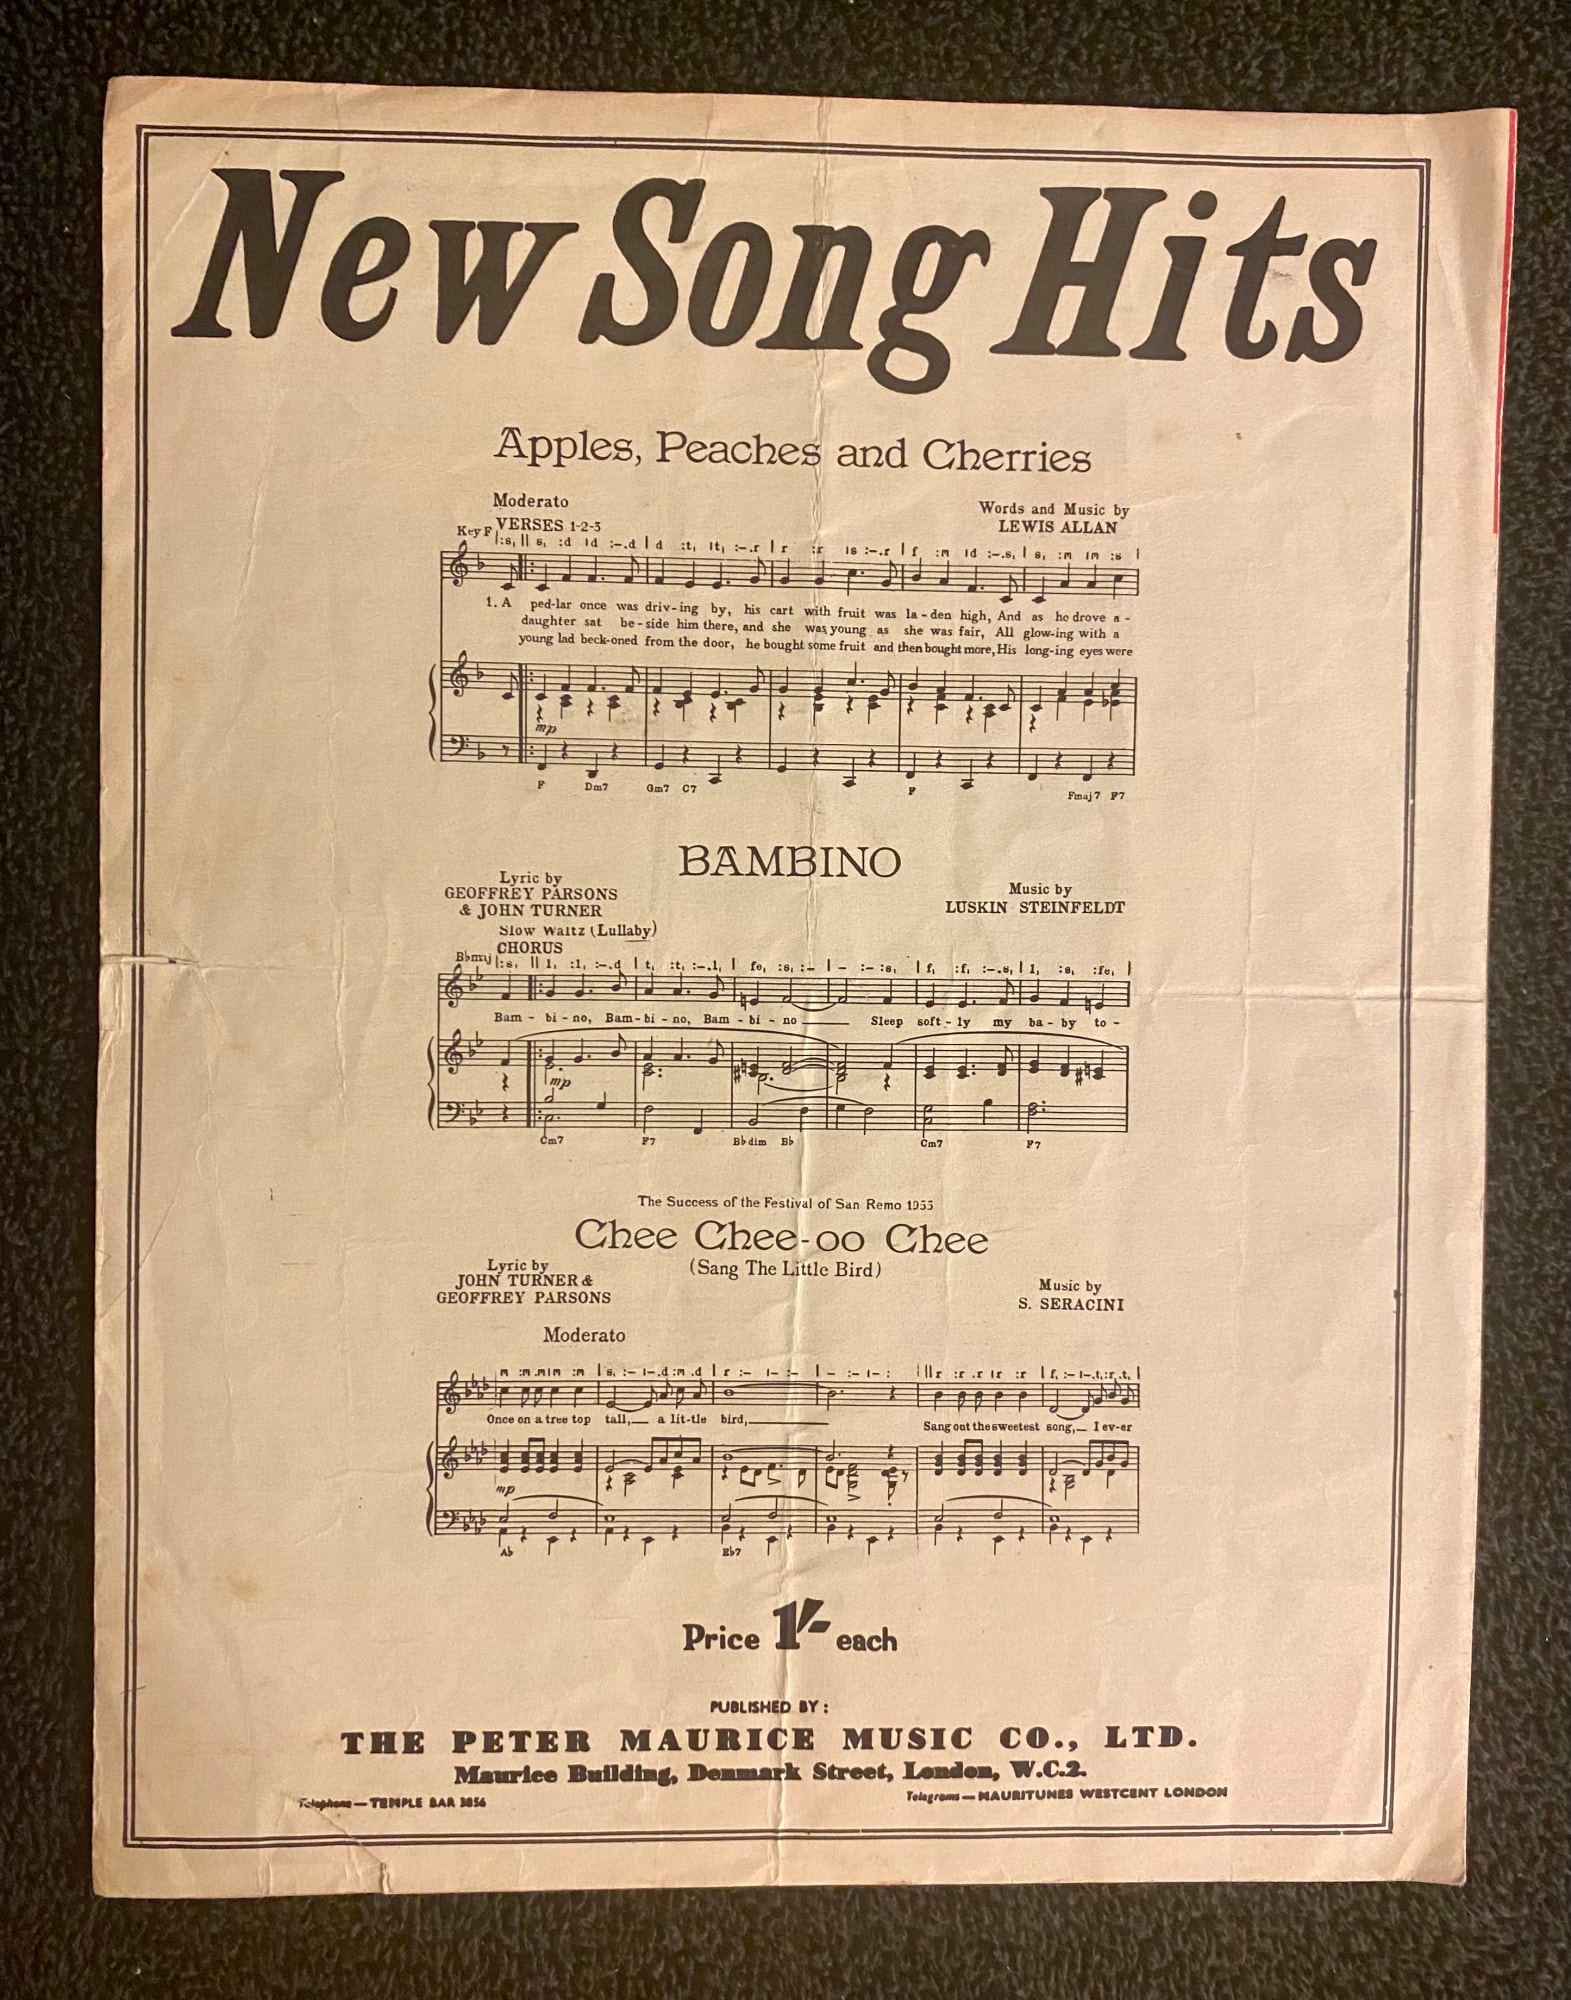 New Song Hits
Apples, Peaches and Cherries
Moderato
Words and Music by
LEWIS ALLAN
Key F
VERSES 1-2-3
|:s, || s, :d |d :-.d | d :t, |t, :-.r | r :r |s :-.r | f :m |d :-.s, | s, :m |m :s |
1. A ped-lar once was driv-ing by, his cart with fruit was la-den high, And as he drove a-
daughter sat be-side him there, and she was young as she was fair, All glow-ing with a
young lad beck-oned from the door, he bought some fruit and then bought more, His long-ing eyes were
mp
F Dm7 Gm7 C7 F Fmaj7 F7
BAMBINO
Lyric by
GEOFFREY PARSONS
& JOHN TURNER
Music by
LUSKIN STEINFELDT
Slow Waltz (Lullaby)
CHORUS
B♭maj |:s, || l, :l, :-.d | t, :t, :-.l, | fe, :s, :- | - :- :s, | f, :f, :-.s, | l, :s, :fe, |
Bam - bi - no, Bam - bi - no, Bam - bi - no Sleep soft - ly my ba - by to -
mp
Cm7 F7 B♭dim B♭ Cm7 F7
The Success of the Festival of San Remo 1955
Chee Chee-oo Chee
(Sang The Little Bird)
Lyric by
JOHN TURNER &
GEOFFREY PARSONS
Music by
S. SERACINI
Moderato
Once on a tree top tall, a lit-tle bird, Sang out the sweetest song, I ev-er
mp
A♭ E♭7
Price 1/- each
PUBLISHED BY:
THE PETER MAURICE MUSIC CO., LTD.
Maurice Building, Denmark Street, London, W.C.2.
Telephone — TEMPLE BAR 3856
Telegrams — MAURITUNES WESTCENT LONDON